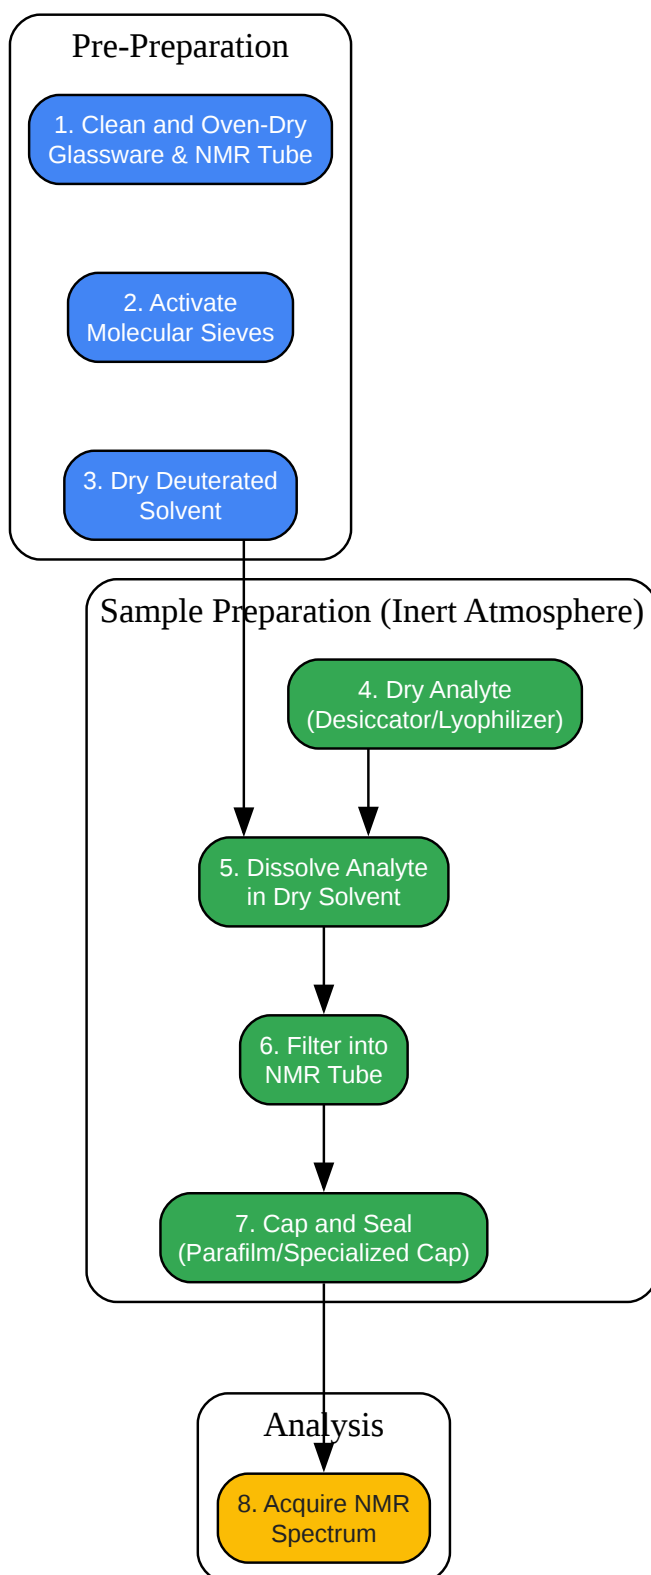 Pre-Preparation
1. Clean and Oven-Dry
Glassware & NMR Tube
2. Activate
Molecular Sieves
3. Dry Deuterated
Solvent
Sample Preparation (Inert Atmosphere)
4. Dry Analyte
(Desiccator/Lyophilizer)
5. Dissolve Analyte
in Dry Solvent
6. Filter into
NMR Tube
7. Cap and Seal
(Parafilm/Specialized Cap)
Analysis
8. Acquire NMR
Spectrum